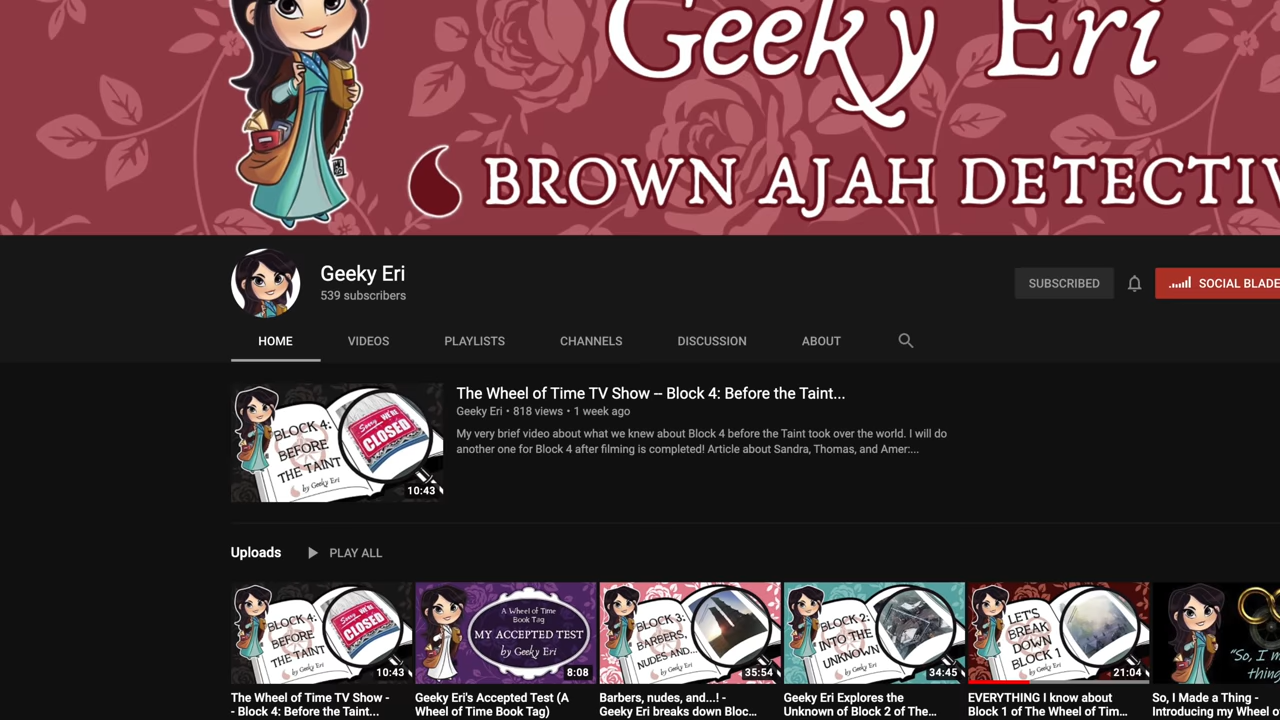 Geeky Eri
BROWN AJAH DETECTIV
Geeky Eri
539 subscribers
SUBSCRIBED
SOCIAL BLADE
HOME
VIDEOS
PLAYLISTS
CHANNELS
DISCUSSION
ABOUT
BLOCK 4:
BEFORE
THE TAINT
by Geeky Eri
Sorry
WE'RE
CLOSED
10:43
The Wheel of Time TV Show – Block 4: Before the Taint...
Geeky Eri • 818 views • 1 week ago
My very brief video about what we knew about Block 4 before the Taint took over the world. I will do
another one for Block 4 after filming is completed! Article about Sandra, Thomas, and Amer:...
Uploads
PLAY ALL
BLOCK 4:
BEFORE
THE TAINT
by Geeky Eri
Sorry
WE'RE
CLOSED
10:43
The Wheel of Time TV Show -
- Block 4: Before the Taint...
A Wheel of Time
Book Tag
MY ACCEPTED TEST
by Geeky Eri
8:08
Geeky Eri's Accepted Test (A
Wheel of Time Book Tag)
BLOCK 3:
BARBERS,
NUDES AND...
by Geeky Eri
35:54
Barbers, nudes, and...! -
Geeky Eri breaks down Bloc...
BLOCK 2:
INTO THE
UNKNOWN
by Geeky Eri
34:45
Geeky Eri Explores the
Unknown of Block 2 of The...
LET'S
BREAK
DOWN
BLOCK 1
by Geeky Eri
21:04
EVERYTHING I know about
Block 1 of The Wheel of Tim...
"So, I m
thing
So, I Made a Thing -
Introducing my Wheel o